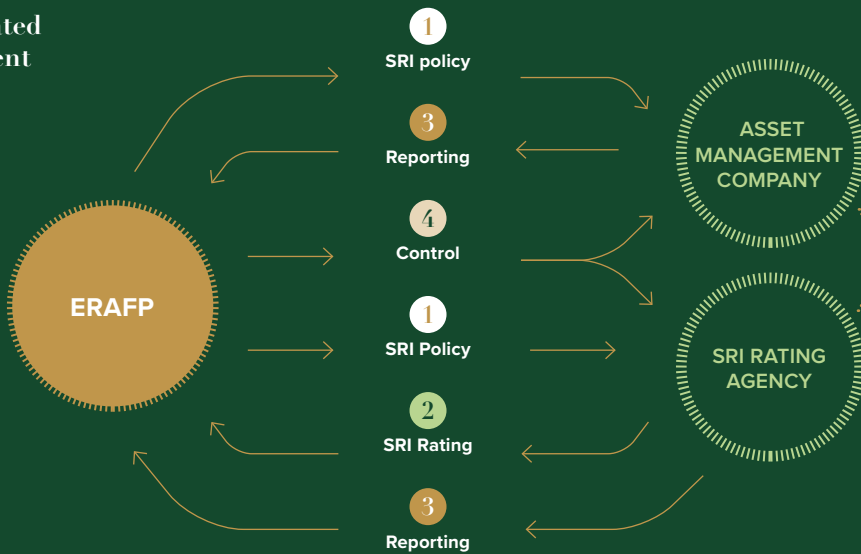 1
SRI policy
3
Reporting
4
Control
1
SRI Policy
2
SRI Rating
3
Reporting
ERAFP
ASSET
MANAGEMENT
COMPANY
SRI RATING
AGENCY